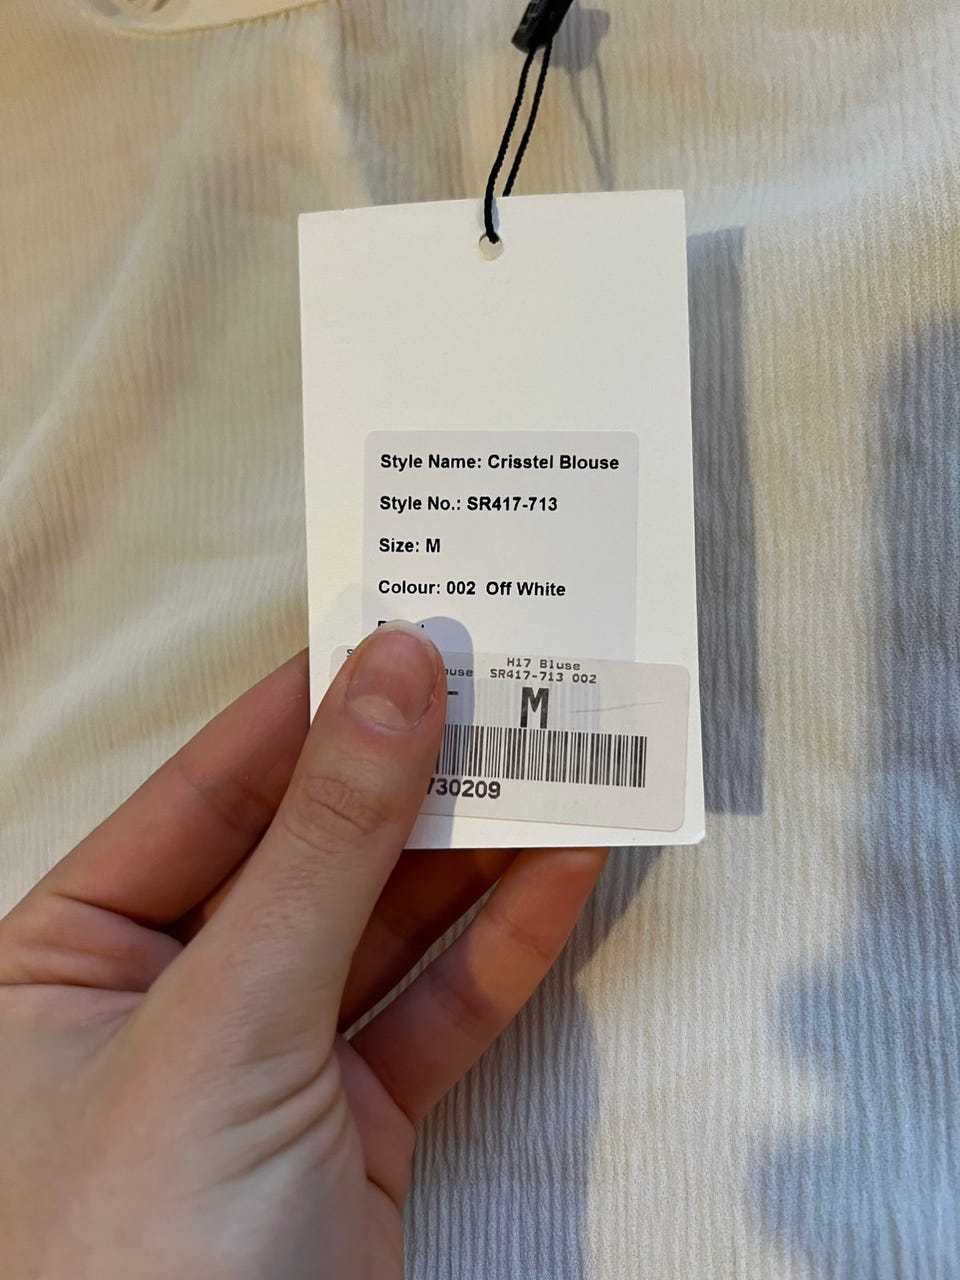 Style Name: Crisstel Blouse
Style No.: SR417-713
Size: M
Colour: 002 Off White
H17 Bluse
SR417-713 002
M
730209